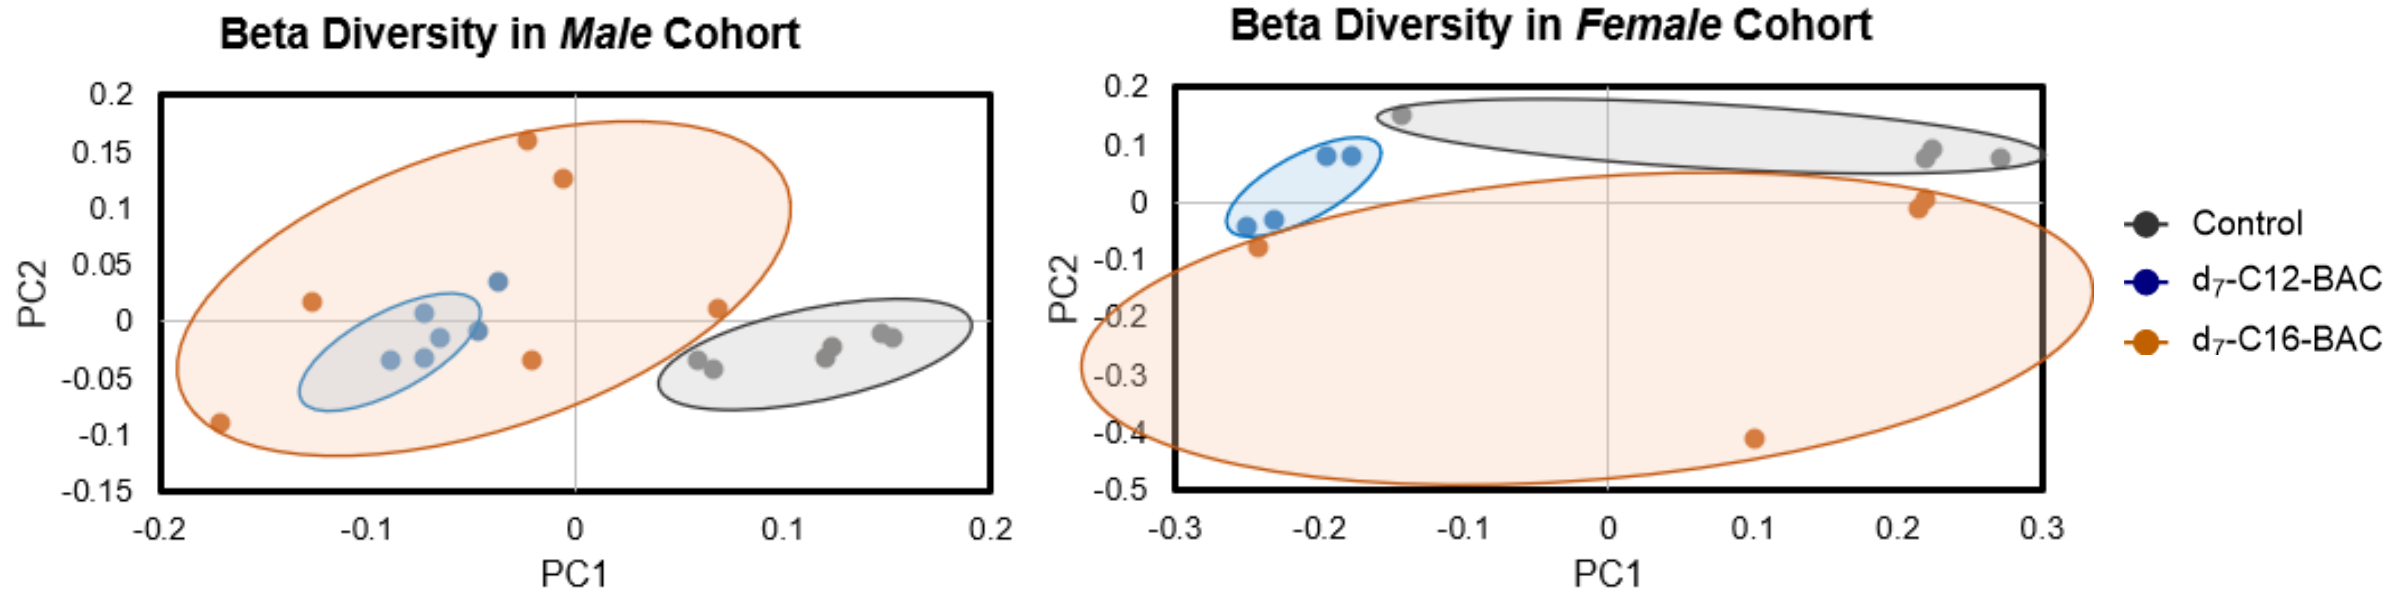 Beta Diversity in Male Cohort
0.2
0.15
0.1
0.05
0
-0.05
-0.1
-0.15
PC2
-0.2 -0.1 0 0.1 0.2
PC1
Beta Diversity in Female Cohort
0.2
0.1
0
-0.1
-0.2
-0.3
-0.4
-0.5
PC2
-0.3 -0.2 -0.1 0 0.1 0.2 0.3
PC1
Control
d₇-C12-BAC
d₇-C16-BAC